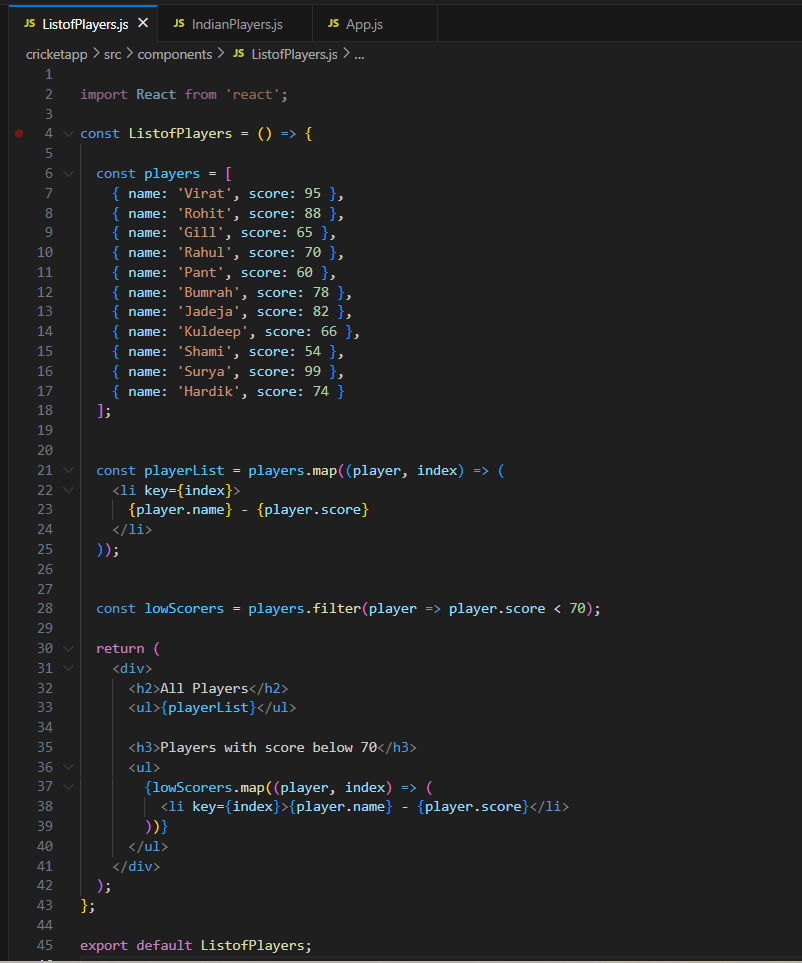 JS ListofPlayers.js × JS IndianPlayers.js JS App.js
cricketapp > src > components > JS ListofPlayers.js > ...
1
2 import React from 'react';
3
4 const ListofPlayers = () => {
5
6 const players = [
7 { name: 'Virat', score: 95 },
8 { name: 'Rohit', score: 88 },
9 { name: 'Gill', score: 65 },
10 { name: 'Rahul', score: 70 },
11 { name: 'Pant', score: 60 },
12 { name: 'Bumrah', score: 78 },
13 { name: 'Jadeja', score: 82 },
14 { name: 'Kuldeep', score: 66 },
15 { name: 'Shami', score: 54 },
16 { name: 'Surya', score: 99 },
17 { name: 'Hardik', score: 74 }
18 ];
19
20
21 const playerList = players.map((player, index) => (
22 <li key={index}>
23 {player.name} - {player.score}
24 </li>
25 ));
26
27
28 const lowScorers = players.filter(player => player.score < 70);
29
30 return (
31 <div>
32 <h2>All Players</h2>
33 <ul>{playerList}</ul>
34
35 <h3>Players with score below 70</h3>
36 <ul>
37 {lowScorers.map((player, index) => (
38 <li key={index}>{player.name} - {player.score}</li>
39 ))}
40 </ul>
41 </div>
42 );
43 };
44
45 export default ListofPlayers;